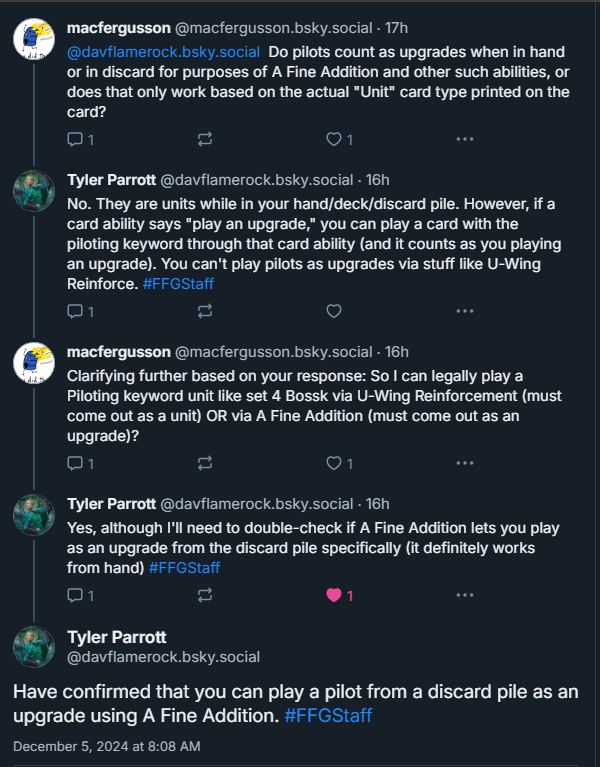 macfergusson @macfergusson.bsky.social · 17h
@davflamerock.bsky.social Do pilots count as upgrades when in hand
or in discard for purposes of A Fine Addition and other such abilities, or
does that only work based on the actual "Unit" card type printed on the
card?
1 1
Tyler Parrott @davflamerock.bsky.social · 16h
No. They are units while in your hand/deck/discard pile. However, if a
card ability says "play an upgrade," you can play a card with the
piloting keyword through that card ability (and it counts as you playing
an upgrade). You can't play pilots as upgrades via stuff like U-Wing
Reinforce. #FFGStaff
1
macfergusson @macfergusson.bsky.social · 16h
Clarifying further based on your response: So I can legally play a
Piloting keyword unit like set 4 Bossk via U-Wing Reinforcement (must
come out as a unit) OR via A Fine Addition (must come out as an
upgrade)?
1 1
Tyler Parrott @davflamerock.bsky.social · 16h
Yes, although I'll need to double-check if A Fine Addition lets you play
as an upgrade from the discard pile specifically (it definitely works
from hand) #FFGStaff
1 1
Tyler Parrott
@davflamerock.bsky.social
Have confirmed that you can play a pilot from a discard pile as an
upgrade using A Fine Addition. #FFGStaff
December 5, 2024 at 8:08 AM